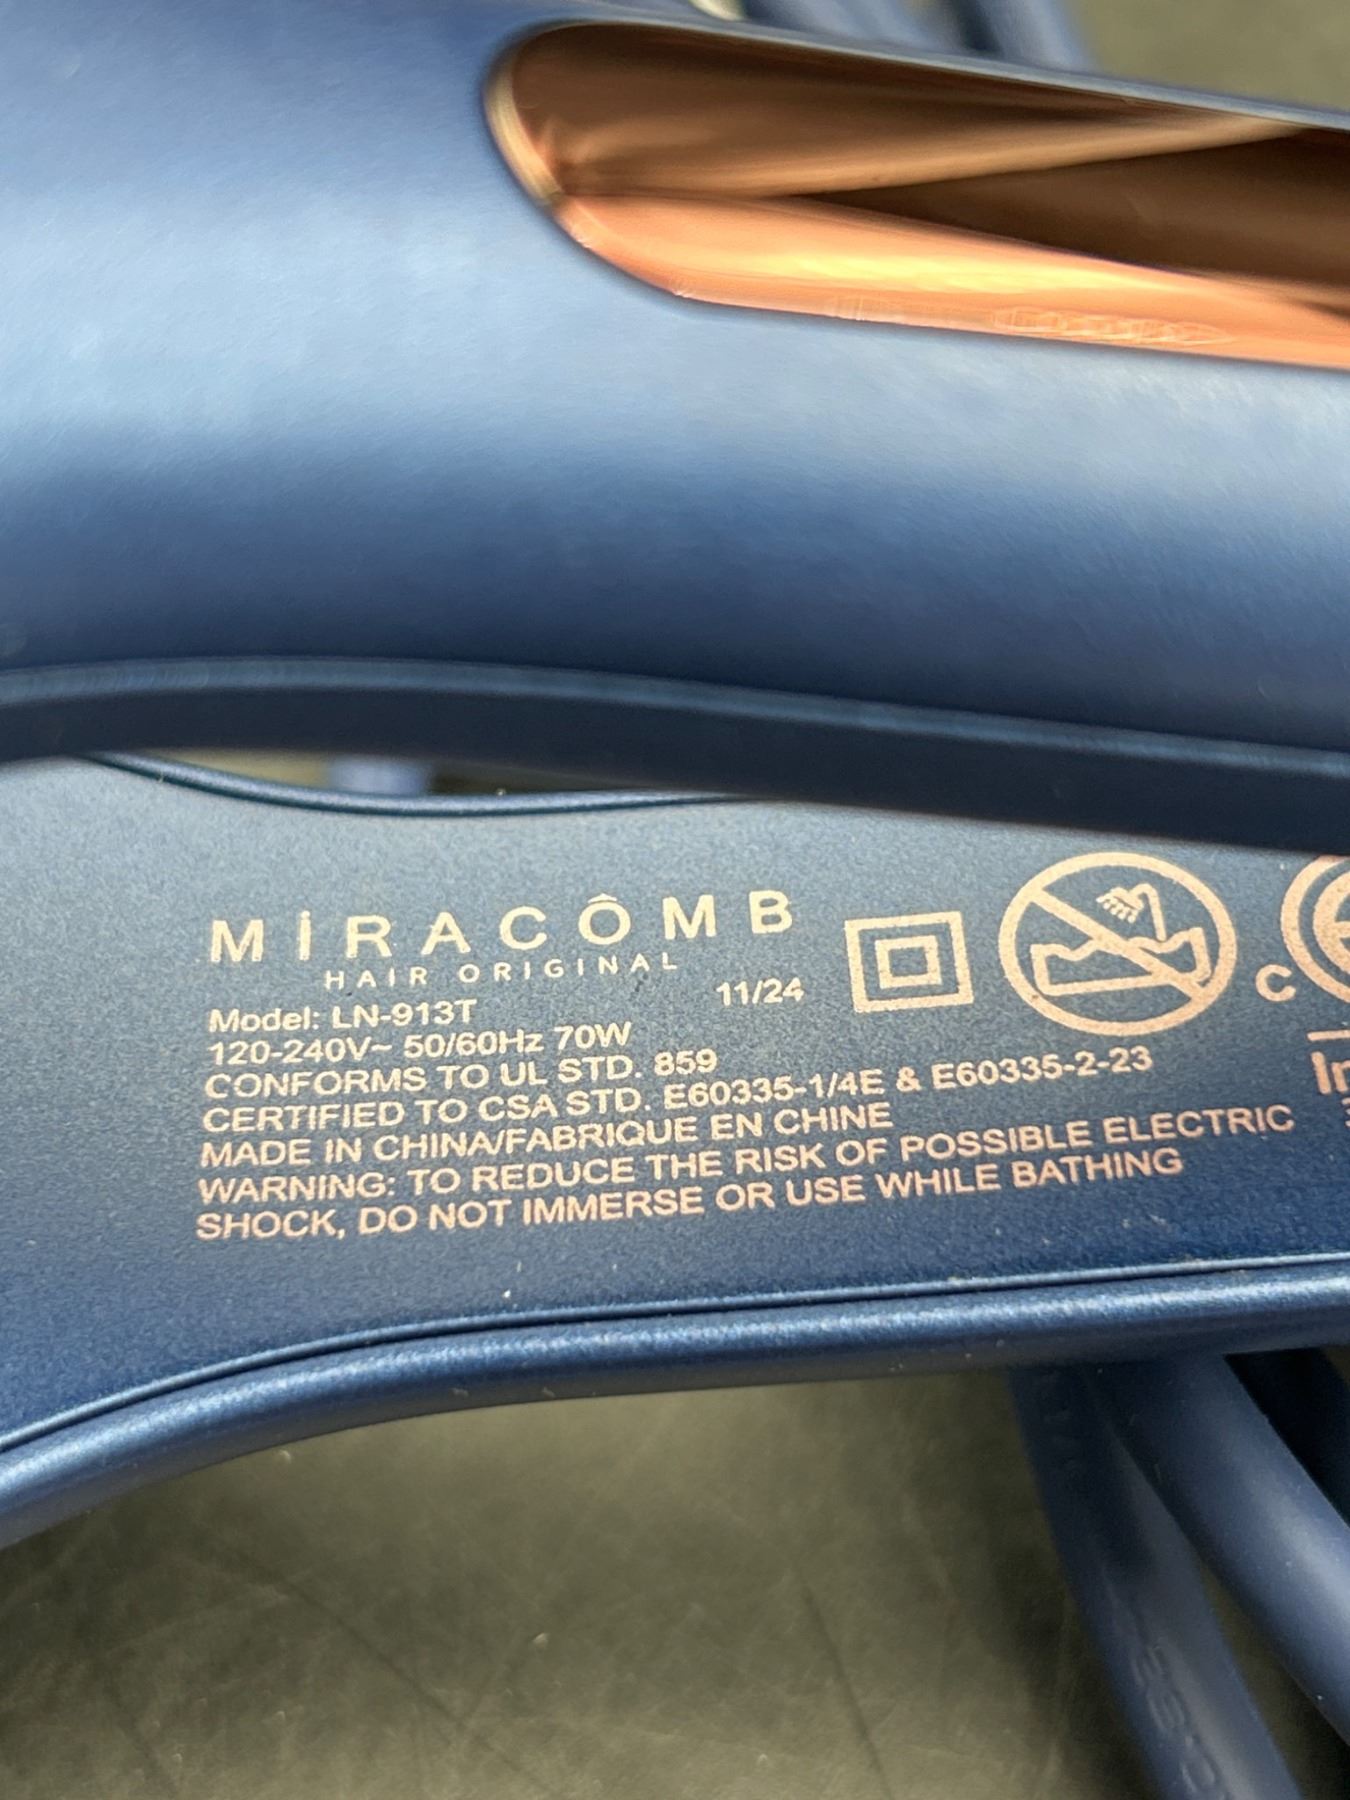 MİRACÔMB
HAIR ORIGINAL
11/24
Model: LN-913T
120-240V~ 50/60Hz 70W
CONFORMS TO UL STD. 859
CERTIFIED TO CSA STD. E60335-1/4E & E60335-2-23
MADE IN CHINA/FABRIQUE EN CHINE
WARNING: TO REDUCE THE RISK OF POSSIBLE ELECTRIC
SHOCK, DO NOT IMMERSE OR USE WHILE BATHING
C